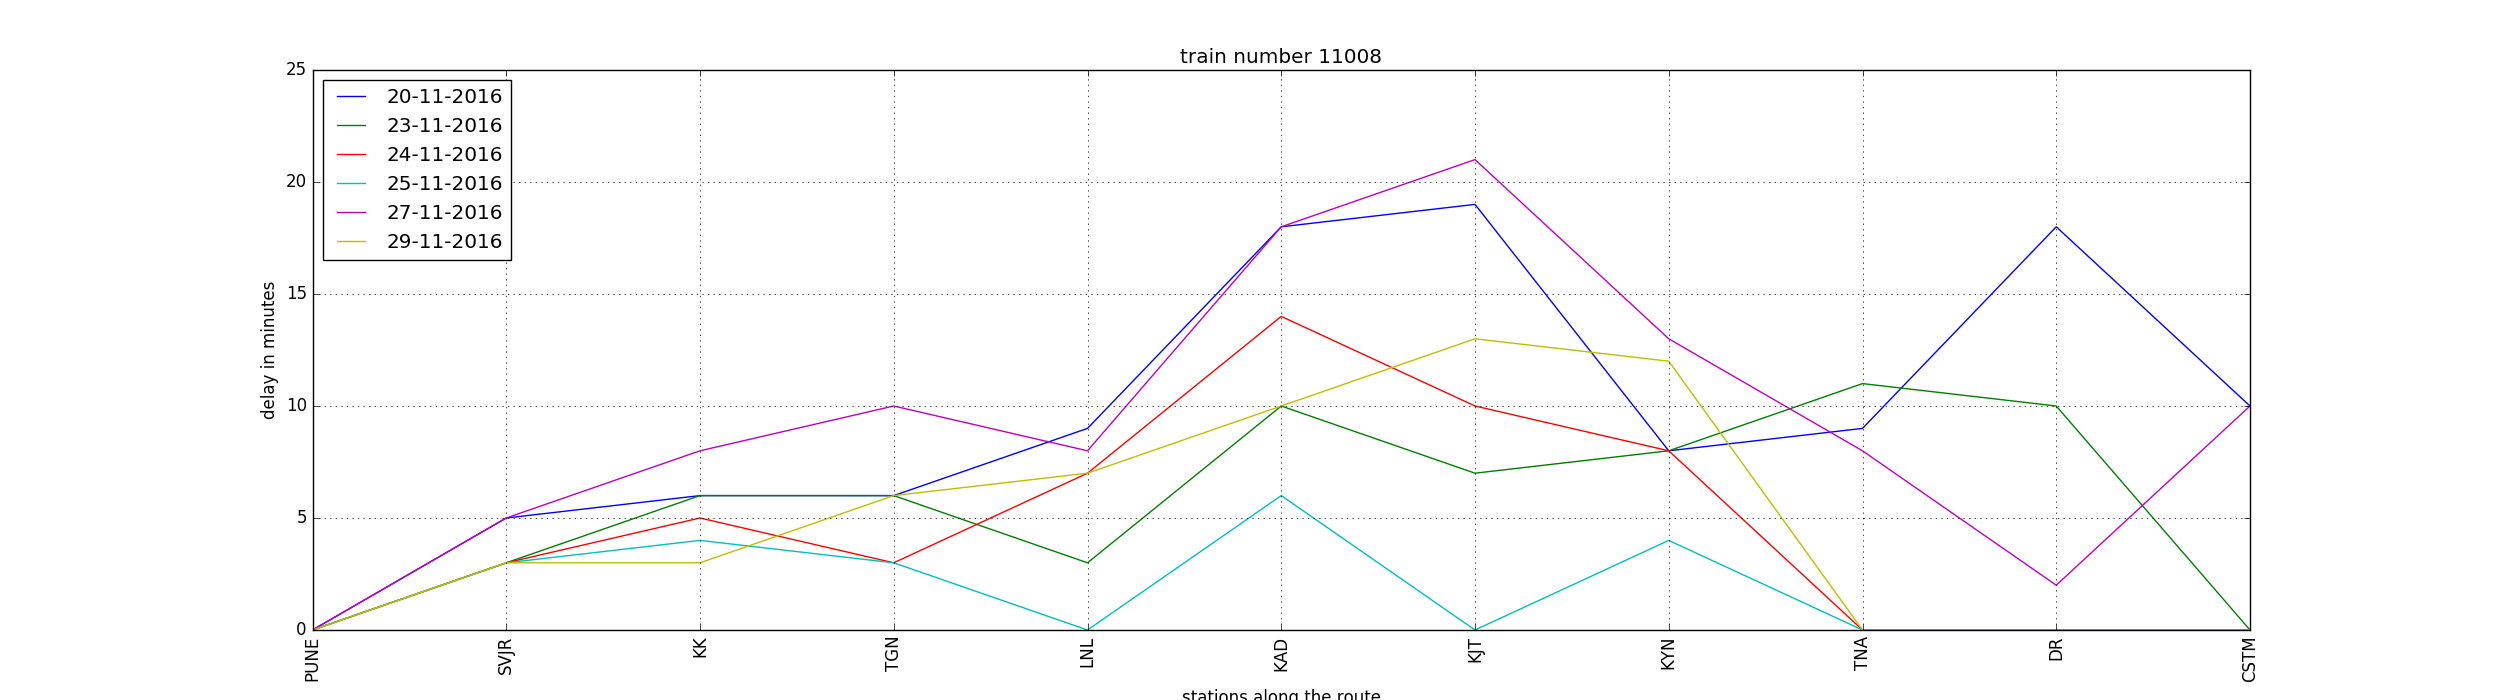 train number 11008
25
20
15
10
5
0
delay in minutes
20-11-2016
23-11-2016
24-11-2016
25-11-2016
27-11-2016
29-11-2016
PUNE
SVJR
KK
TGN
LNL
KAD
KJT
KYN
TNA
DR
CSTM
stations along the route